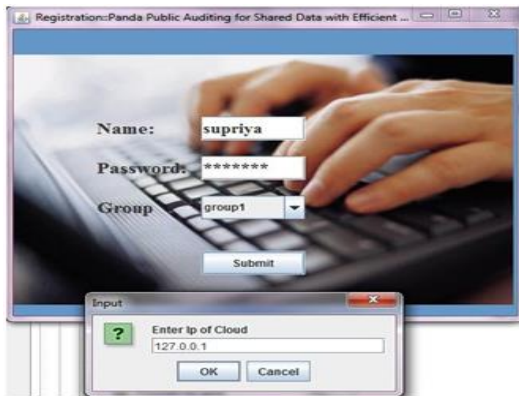 Registration::Panda Public Auditing for Shared Data with Efficient ...
Name: supriya
Password: *******
Group group1
Submit
Input
Enter Ip of Cloud
127.0.0.1
OK Cancel